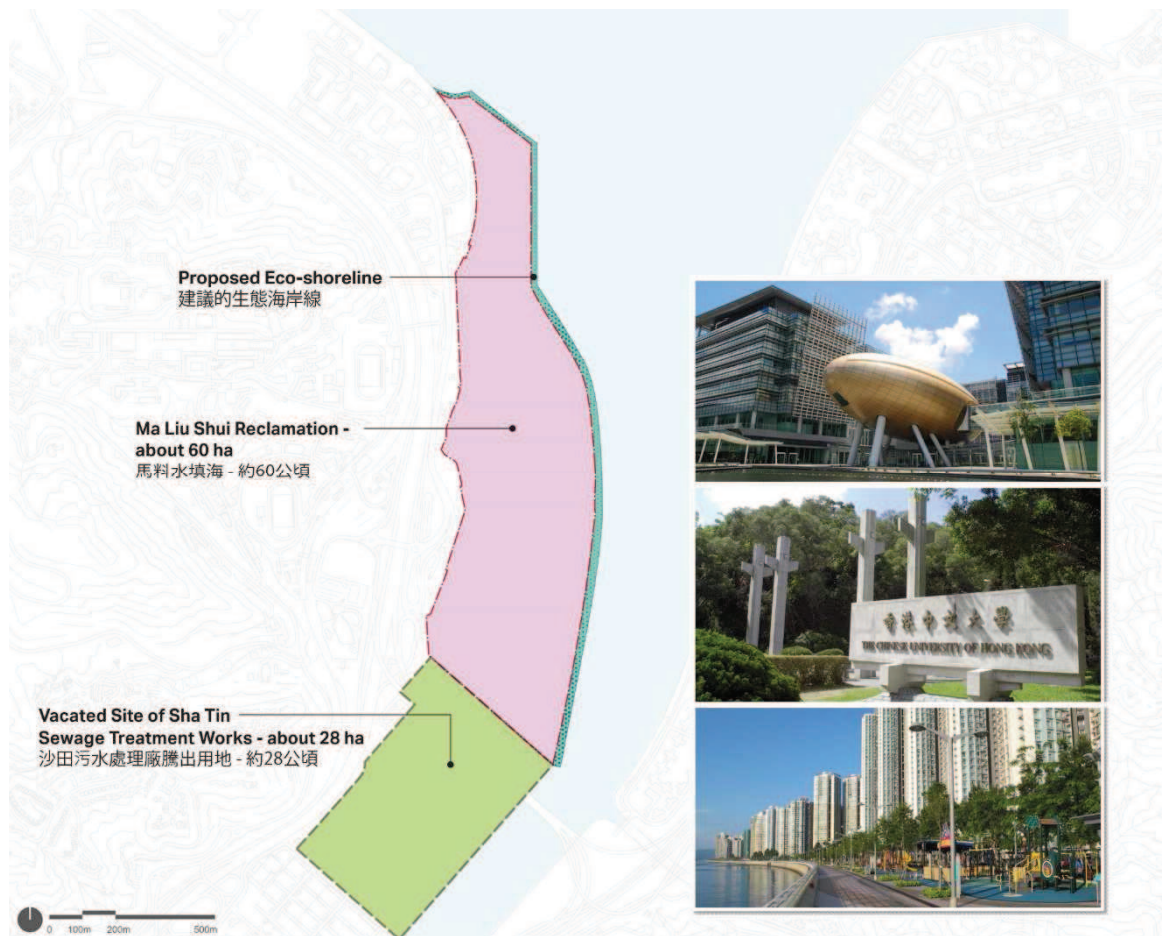 Proposed Eco-shoreline
建議的生態海岸線
Ma Liu Shui Reclamation -
about 60 ha
馬料水填海 - 約60公頃
Vacated Site of Sha Tin
Sewage Treatment Works - about 28 ha
沙田污水處理廠騰出用地 - 約28公頃
香港中文大學
THE CHINESE UNIVERSITY OF HONG KONG
0 100m 200m 500m